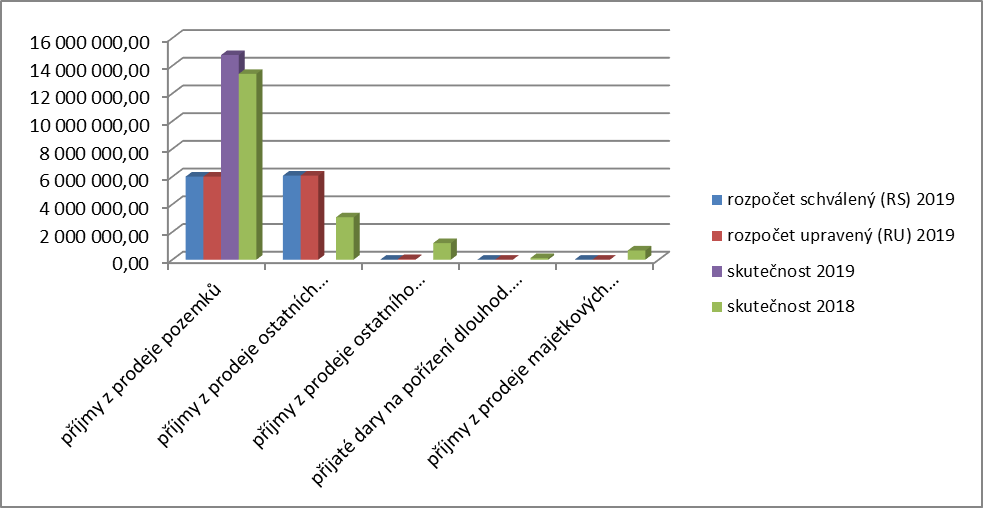 16 000 000,00
14 000 000,00
12 000 000,00
10 000 000,00
8 000 000,00
6 000 000,00
4 000 000,00
2 000 000,00
0,00
příjmy z prodeje pozemků
příjmy z prodeje ostatních...
příjmy z prodeje ostatního...
přijaté dary na pořízení dlouhod....
příjmy z prodeje majetkových...
rozpočet schválený (RS) 2019
rozpočet upravený (RU) 2019
skutečnost 2019
skutečnost 2018